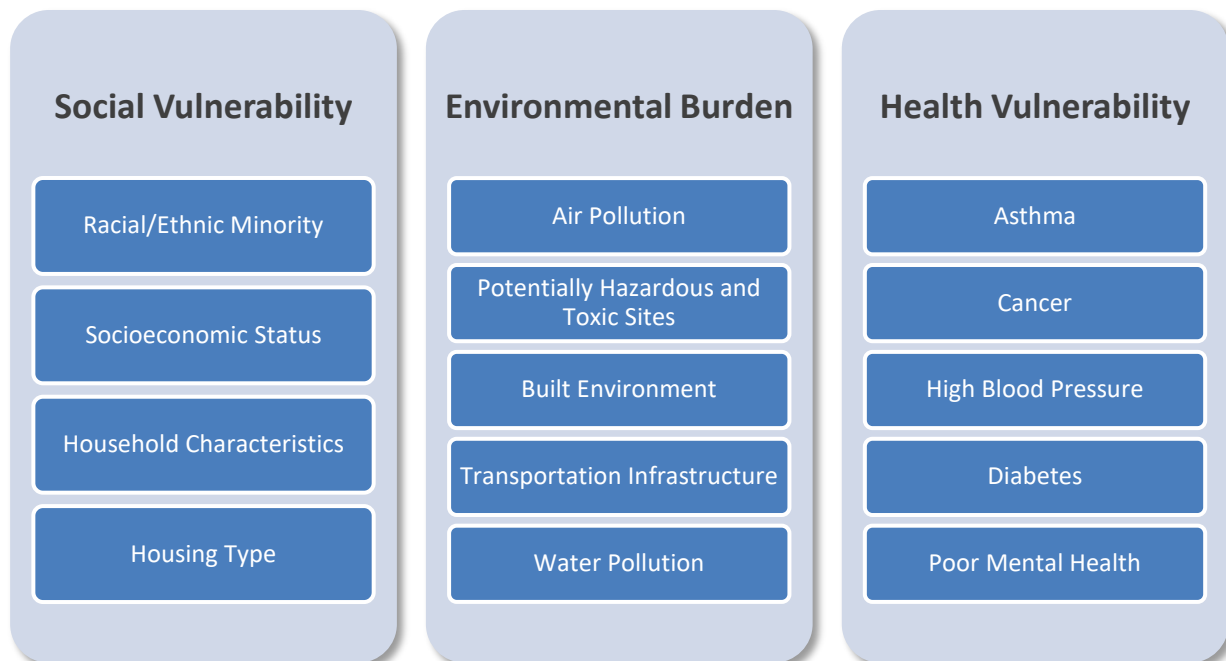 Social Vulnerability
Racial/Ethnic Minority
Socioeconomic Status
Household Characteristics
Housing Type
Environmental Burden
Air Pollution
Potentially Hazardous and
Toxic Sites
Built Environment
Transportation Infrastructure
Water Pollution
Health Vulnerability
Asthma
Cancer
High Blood Pressure
Diabetes
Poor Mental Health